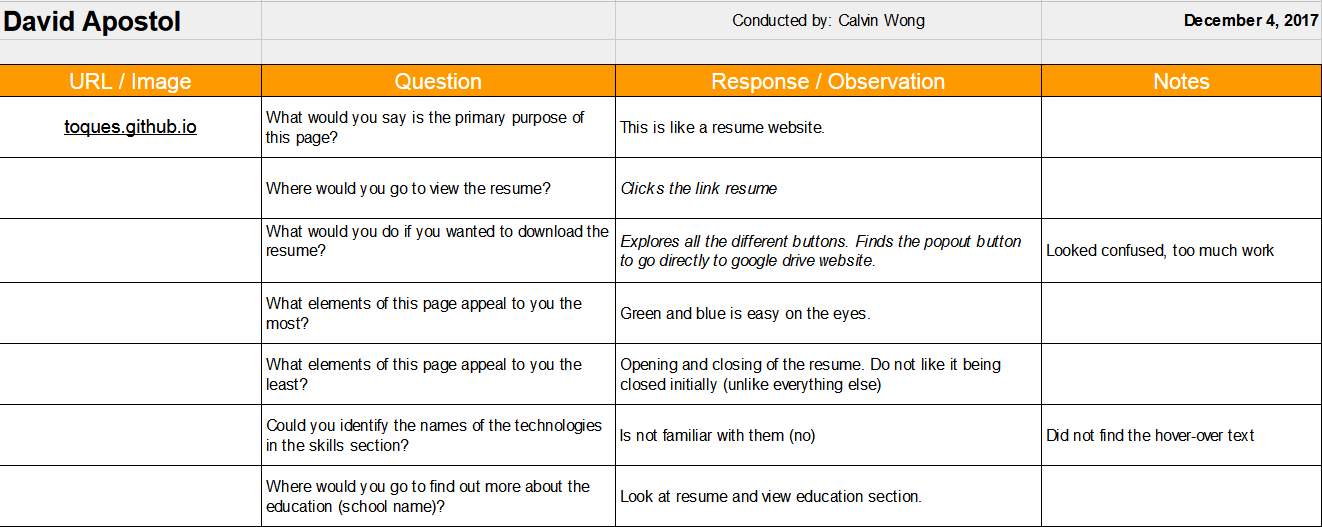 David Apostol
Conducted by: Calvin Wong
December 4, 2017
URL / Image
Question
Response / Observation
Notes
toques.github.io
What would you say is the primary purpose of
this page?
This is like a resume website.
Where would you go to view the resume?
Clicks the link resume
What would you do if you wanted to download the
resume?
Explores all the different buttons. Finds the popout button
to go directly to google drive website.
Looked confused, too much work
What elements of this page appeal to you the
most?
Green and blue is easy on the eyes.
What elements of this page appeal to you the
least?
Opening and closing of the resume. Do not like it being
closed initially (unlike everything else)
Could you identify the names of the technologies
in the skills section?
Is not familiar with them (no)
Did not find the hover-over text
Where would you go to find out more about the
education (school name)?
Look at resume and view education section.